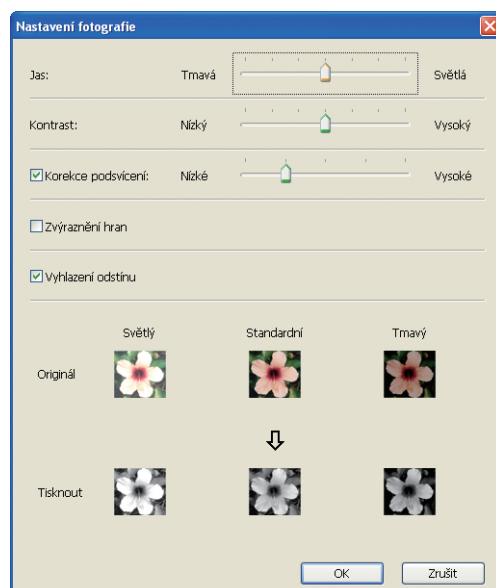 Nastavení fotografie
Jas: Tmavá Světlá
Kontrast: Nízký Vysoký
Korekce podsvícení: Nízké Vysoké
Zvýraznění hran
Vyhlazení odstínu
Světlý Standardní Tmavý
Originál
Tisknout
OK Zrušit